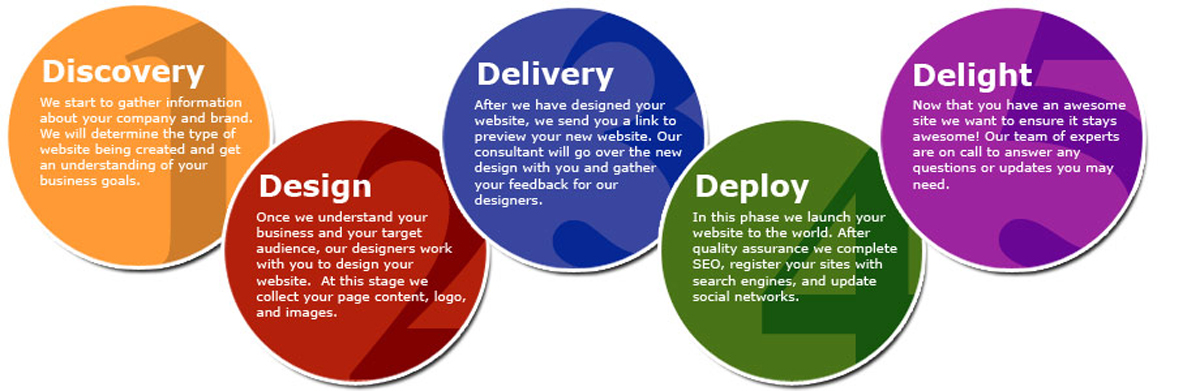 1
Discovery
We start to gather information
about your company and brand.
We will determine the type of
website being created and get
an understanding of your
business goals.
2
Design
Once we understand your
business and your target
audience, our designers work
with you to design your
website.  At this stage we
collect your page content, logo,
and images.
3
Delivery
After we have designed your
website, we send you a link to
preview your new website. Our
consultant will go over the new
design with you and gather
your feedback for our
designers.
4
Deploy
In this phase we launch your
website to the world. After
quality assurance we complete
SEO, register your sites with
search engines, and update
social networks.
5
Delight
Now that you have an awesome
site we want to ensure it stays
awesome! Our team of experts
are on call to answer any
questions or updates you may
need.